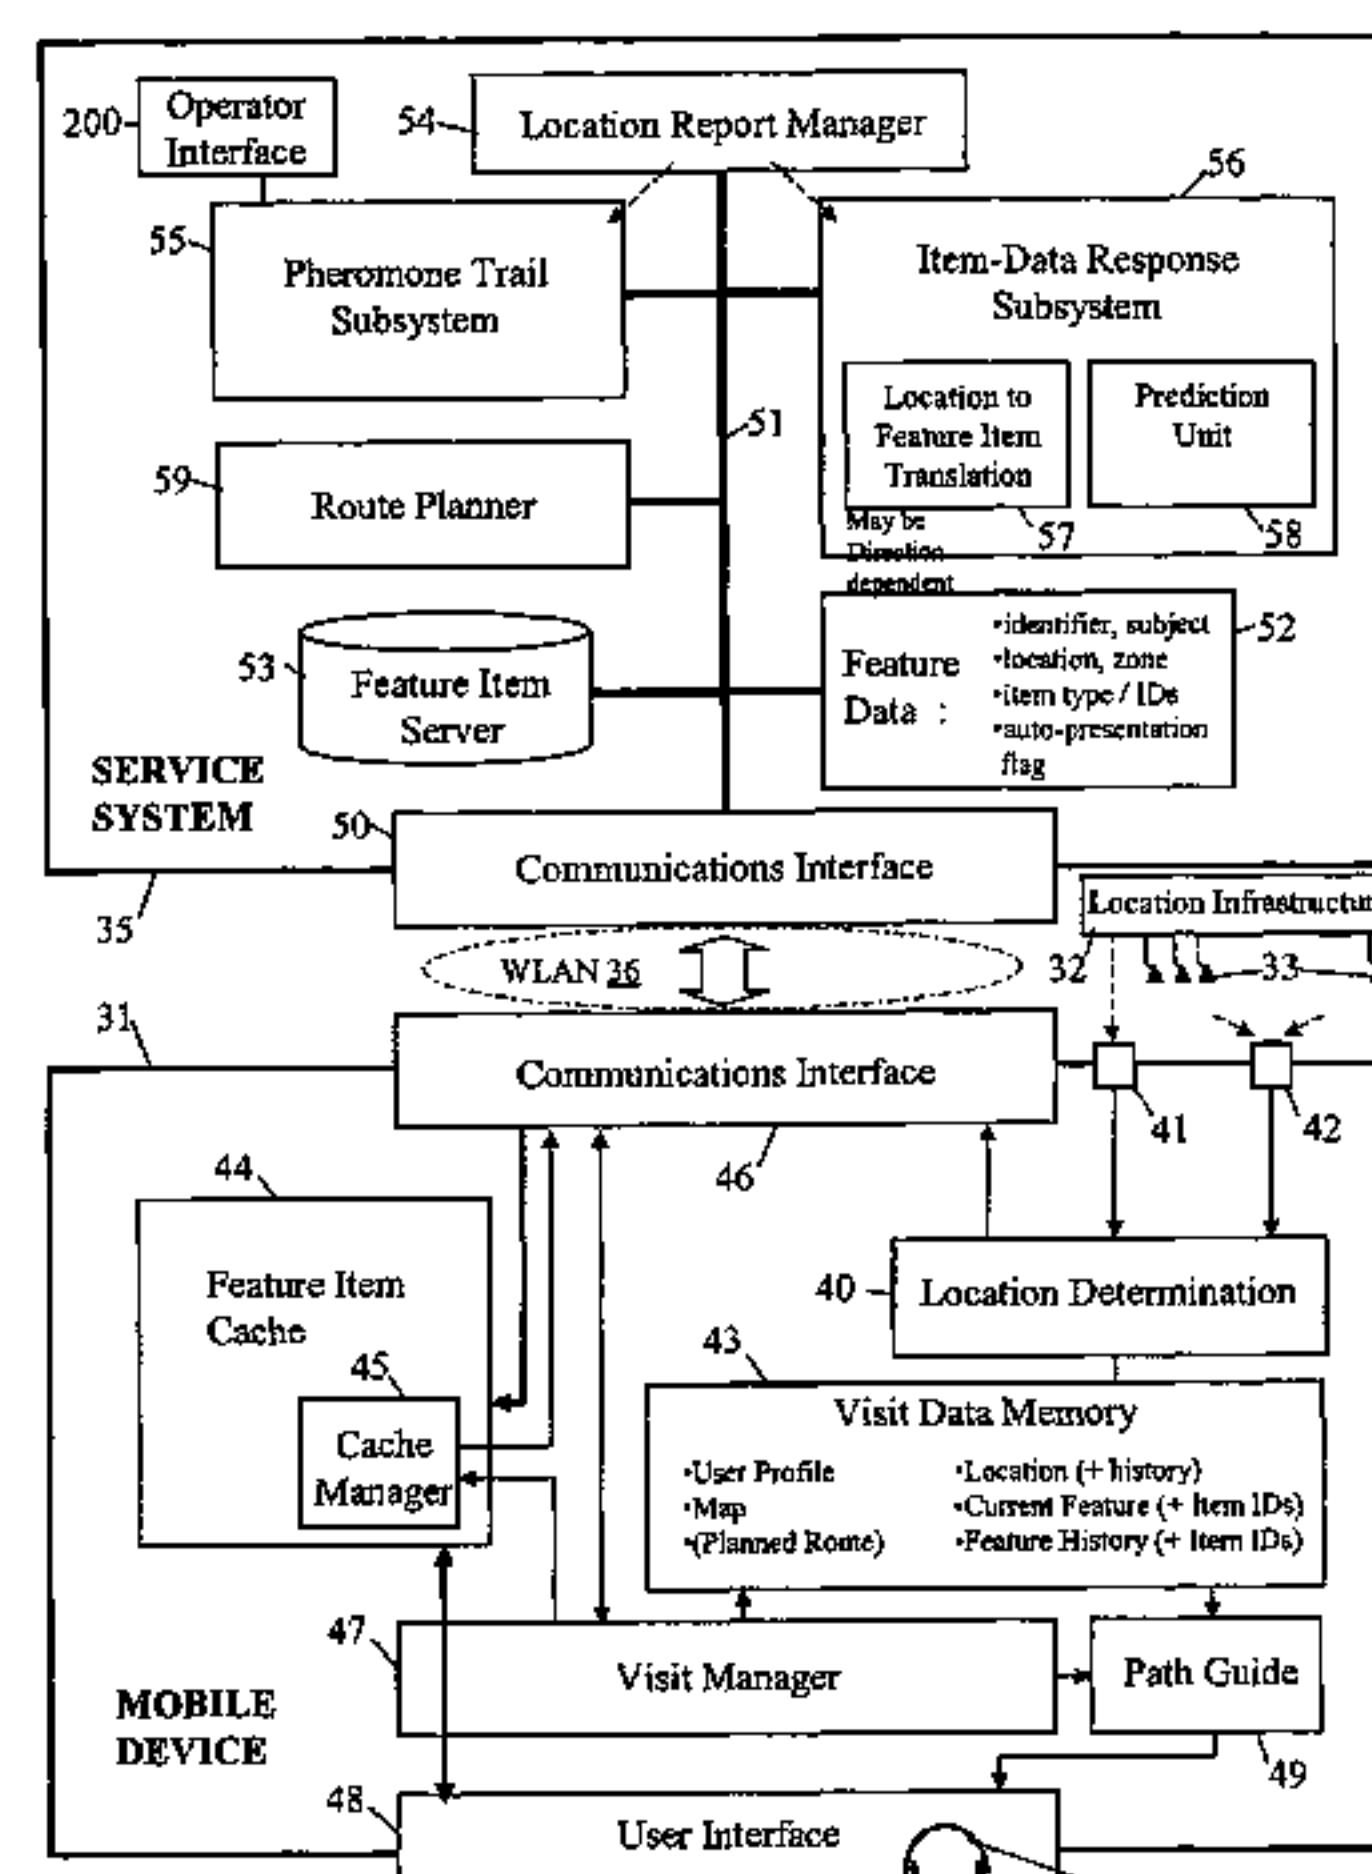 200
Operator
Interface
54
Location Report Manager
56
55
Pheromone Trail
Subsystem
Item-Data Response
Subsystem
Location to
Feature Item
Translation
Prediction
Unit
51
59
Route Planner
May be
Direction
dependent
57
58
53
Feature Item
Server
Feature
Data :
•identifier, subject
•location, zone
•item type / IDs
•auto-presentation
flag
52
SERVICE
SYSTEM
50
Communications Interface
35
Location Infrastructur
WLAN 36
32
33
31
Communications Interface
41
42
46
44
Feature Item
Cache
40
Location Determination
43
45
Cache
Manager
Visit Data Memory
•User Profile
•Map
•(Planned Route)
•Location (+ history)
•Current Feature (+ Item IDs)
•Feature History (+ Item IDs)
47
Visit Manager
Path Guide
MOBILE
DEVICE
49
48
User Interface